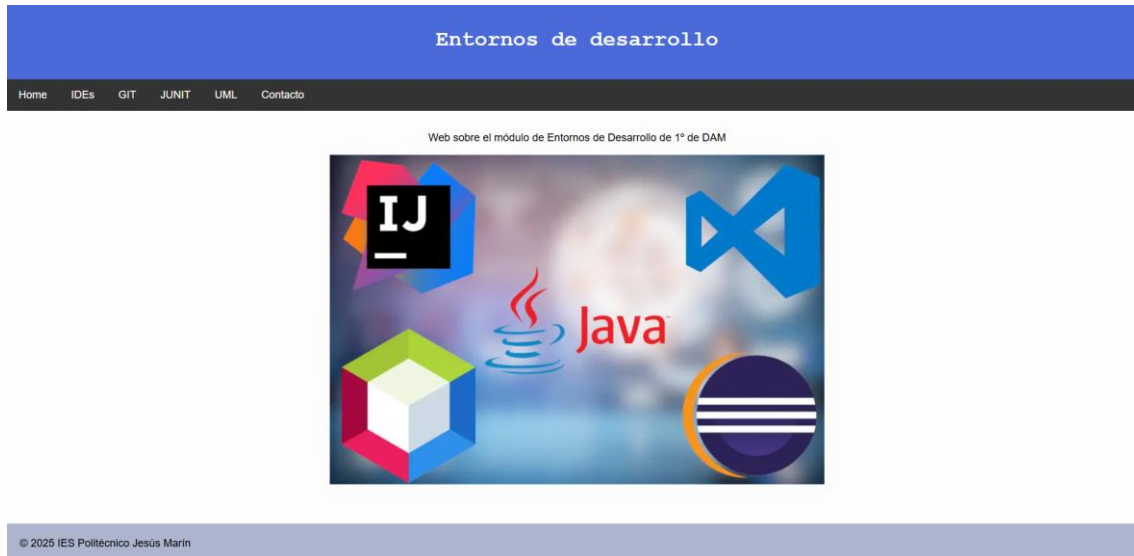 Entornos de desarrollo
Home IDEs GIT JUNIT UML Contacto
Web sobre el módulo de Entornos de Desarrollo de 1º de DAM
IJ
Java
© 2025 IES Politécnico Jesús Marín